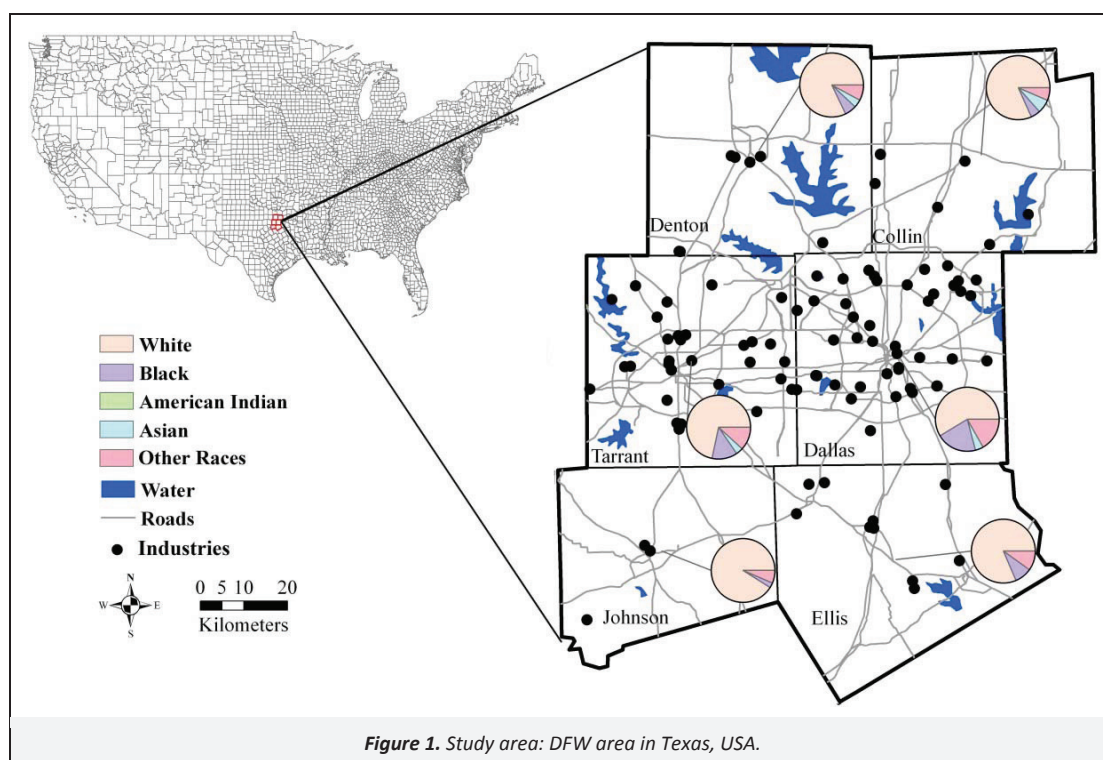 Denton
Collin
White
Black
American Indian
Asian
Other Races
Water
Roads
Industries
Tarrant
Dallas
N
W
E
S
0 5 10 20
Kilometers
Johnson
Ellis
Figure 1. Study area: DFW area in Texas, USA.